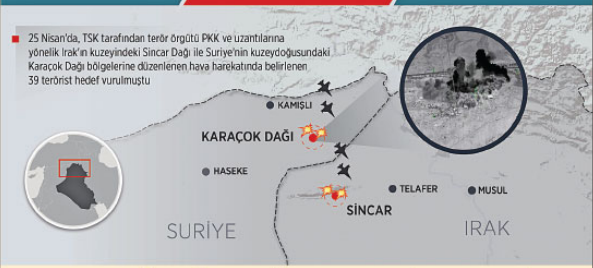 25 Nisan'da, TSK tarafından terör örgütü PKK ve uzantılarına
yönelik Irak'ın kuzeyindeki Sincar Dağı ile Suriye'nin kuzeydoğusundaki
Karaçok Dağı bölgelerine düzenlenen hava harekatında belirlenen
39 terörist hedef vurulmuştu
KAMIŞLI
KARAÇOK DAĞI
HASEKE
TELAFER
MUSUL
SİNCAR
SURİYE
IRAK